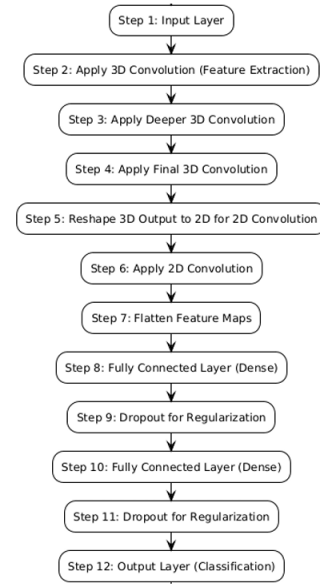 Step 1: Input Layer
Step 2: Apply 3D Convolution (Feature Extraction)
Step 3: Apply Deeper 3D Convolution
Step 4: Apply Final 3D Convolution
Step 5: Reshape 3D Output to 2D for 2D Convolution
Step 6: Apply 2D Convolution
Step 7: Flatten Feature Maps
Step 8: Fully Connected Layer (Dense)
Step 9: Dropout for Regularization
Step 10: Fully Connected Layer (Dense)
Step 11: Dropout for Regularization
Step 12: Output Layer (Classification)